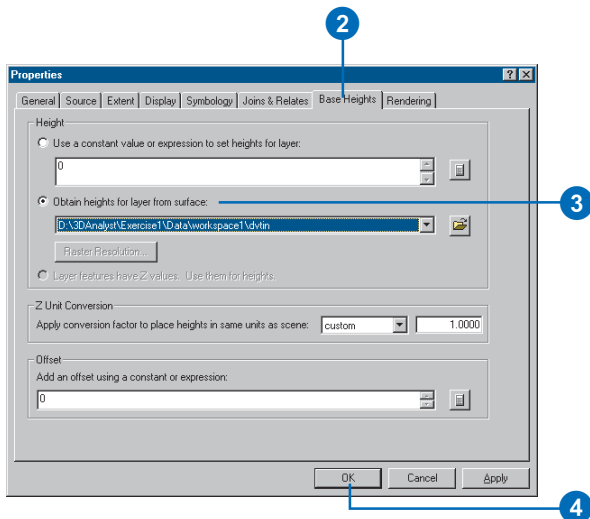 2
Properties
General Source Extent Display Symbology Joins & Relates Base Heights Rendering
Height
Use a constant value or expression to set heights for layer:
0
Obtain heights for layer from surface:
3
D:\3DAnalyst\Exercise1\Data\workspace1\dvtin
Raster Resolution...
Layer features have Z values. Use them for heights.
Z Unit Conversion
Apply conversion factor to place heights in same units as scene: custom 1.0000
Offset
Add an offset using a constant or expression:
0
OK Cancel Apply
4